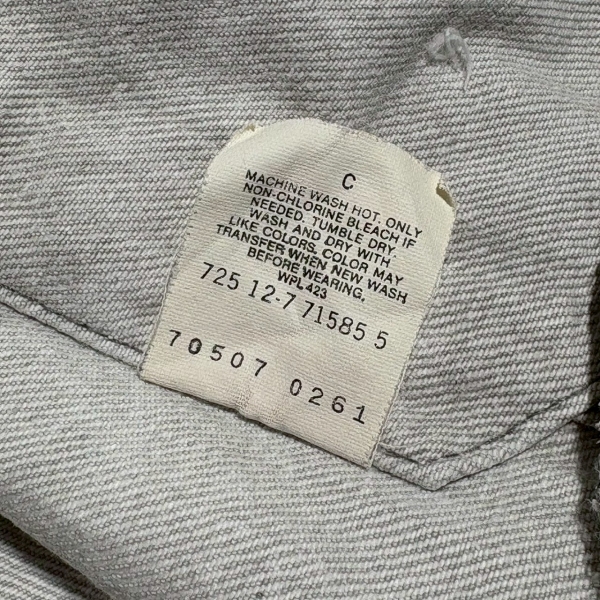 C
MACHINE WASH HOT. ONLY
NON-CHLORINE BLEACH IF
NEEDED. TUMBLE DRY.
WASH AND DRY WITH
LIKE COLORS. COLOR MAY
TRANSFER WHEN NEW WASH
BEFORE WEARING.
WPL 423
725 12-7 71585 5
70507 0261